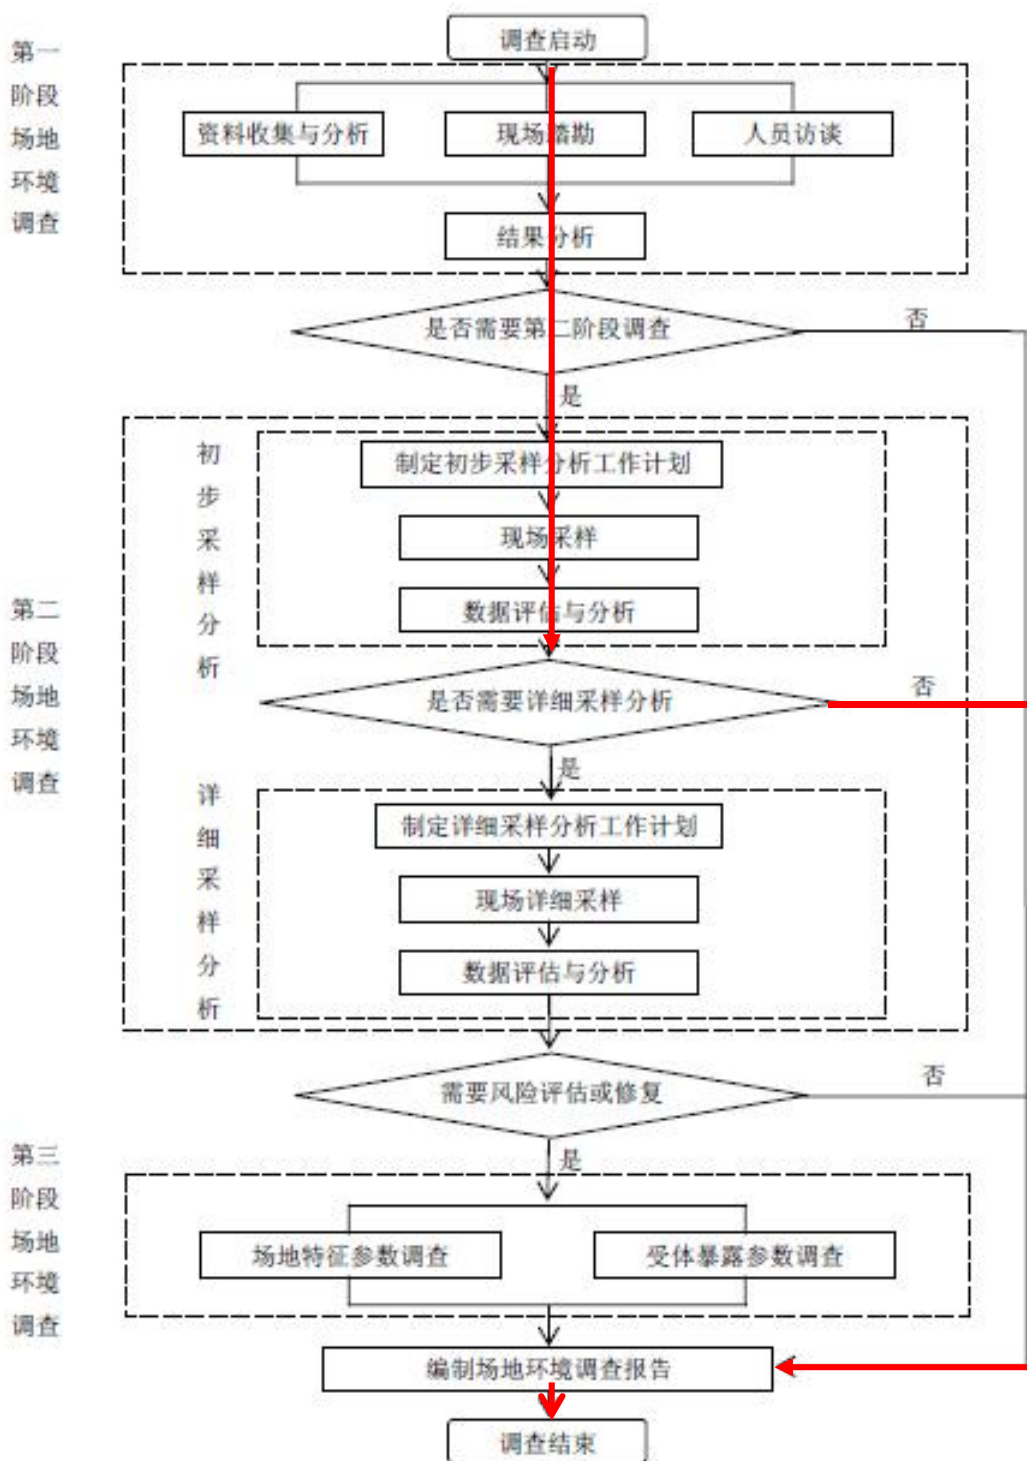 调查启动
第一
阶段
场地
环境
调查
资料收集与分析
现场踏勘
人员访谈
结果分析
是否需要第二阶段调查
否
是
初
步
采
样
分
析
制定初步采样分析工作计划
现场采样
数据评估与分析
第二
阶段
场地
环境
调查
是否需要详细采样分析
否
是
详
细
采
样
分
析
制定详细采样分析工作计划
现场详细采样
数据评估与分析
需要风险评估或修复
否
是
第三
阶段
场地
环境
调查
场地特征参数调查
受体暴露参数调查
编制场地环境调查报告
调查结束